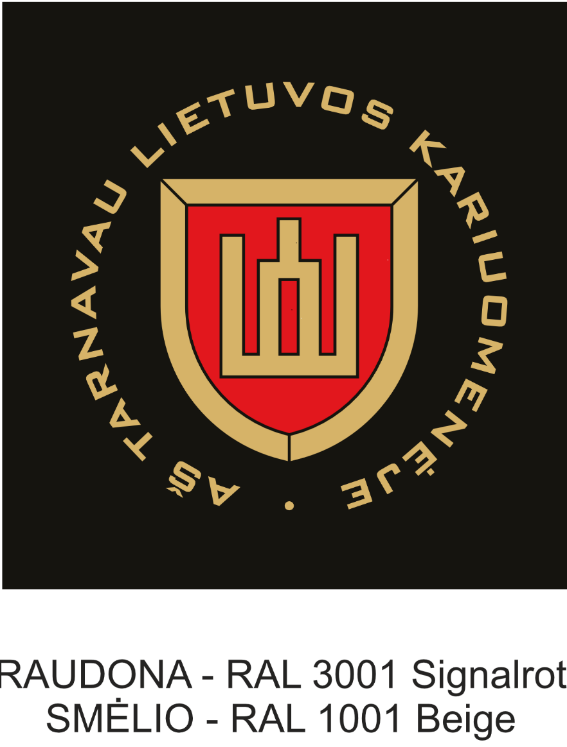 AŠ TARNAVAU LIETUVOS KARIUOMENĖJE •
RAUDONA - RAL 3001 Signalrot
SMĖLIO - RAL 1001 Beige